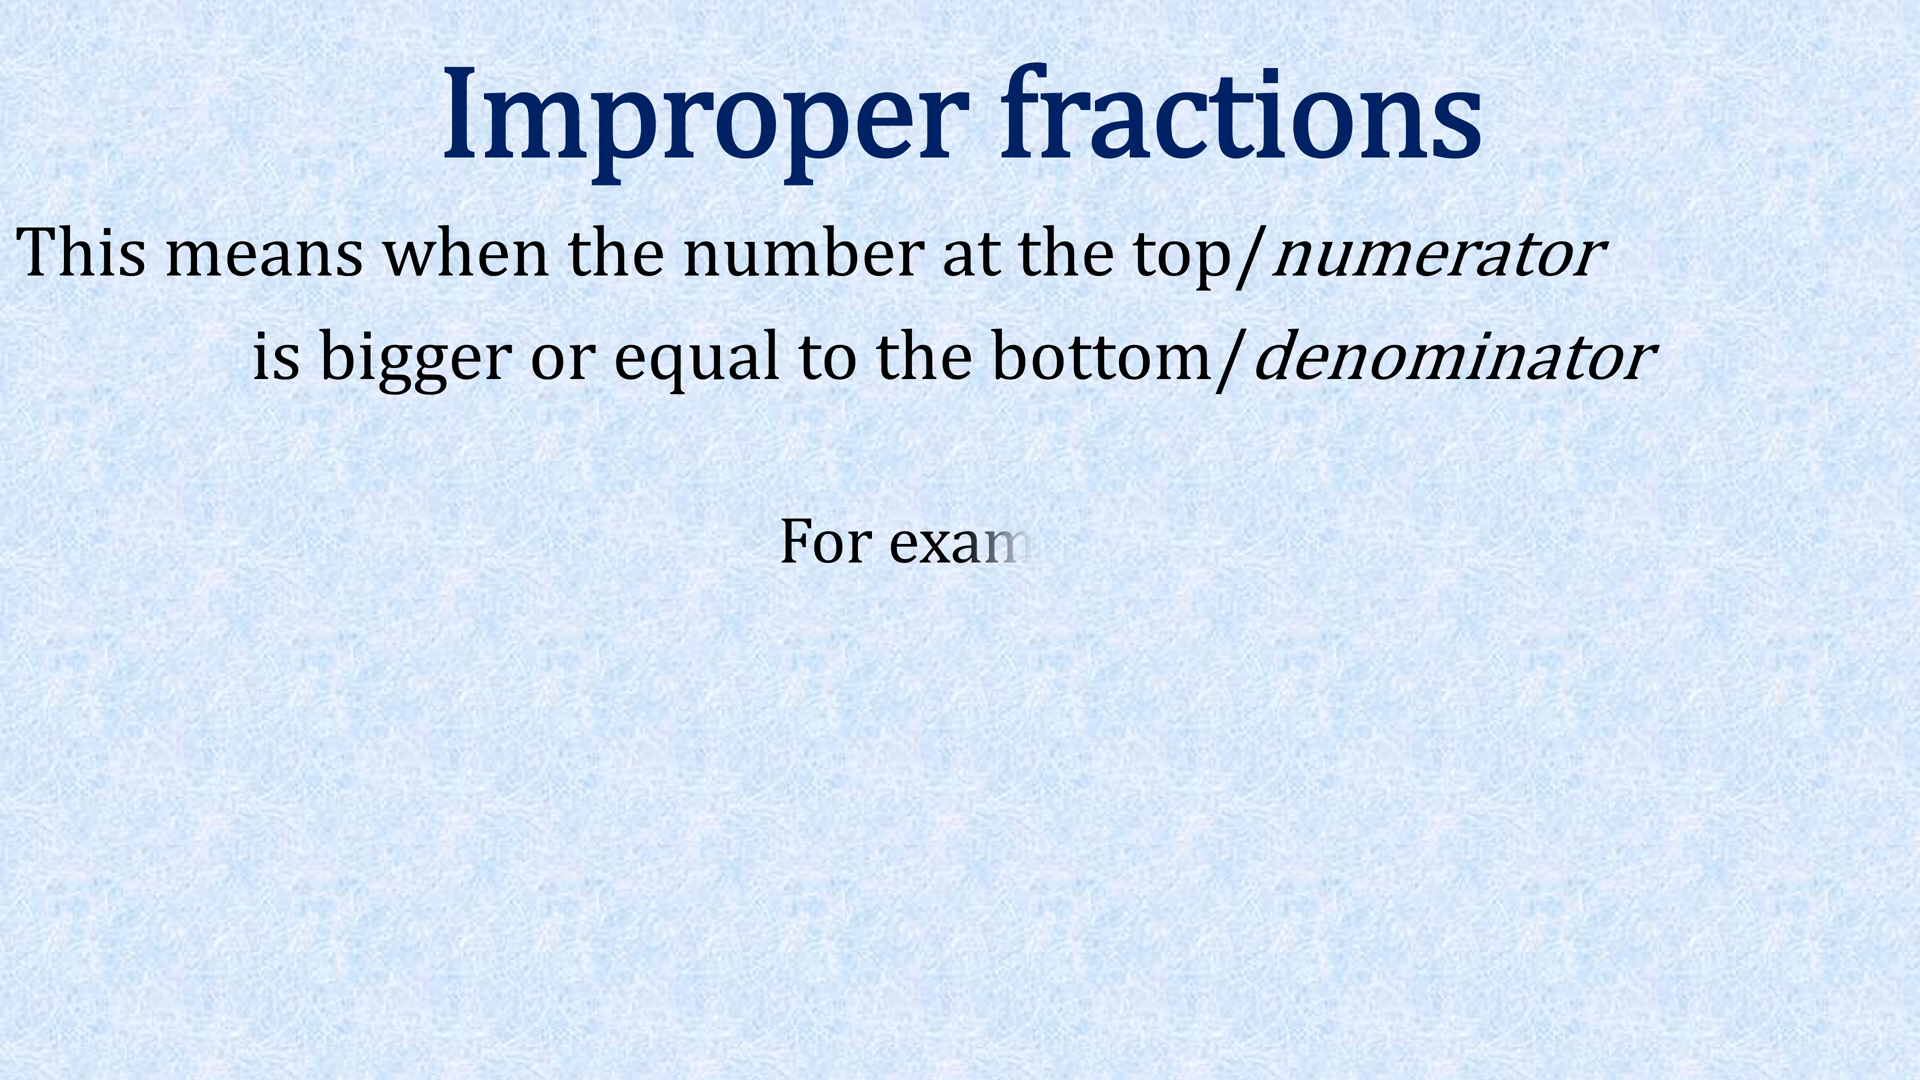 Improper fractions
This means when the number at the top/numerator
is bigger or equal to the bottom/denominator
For exam